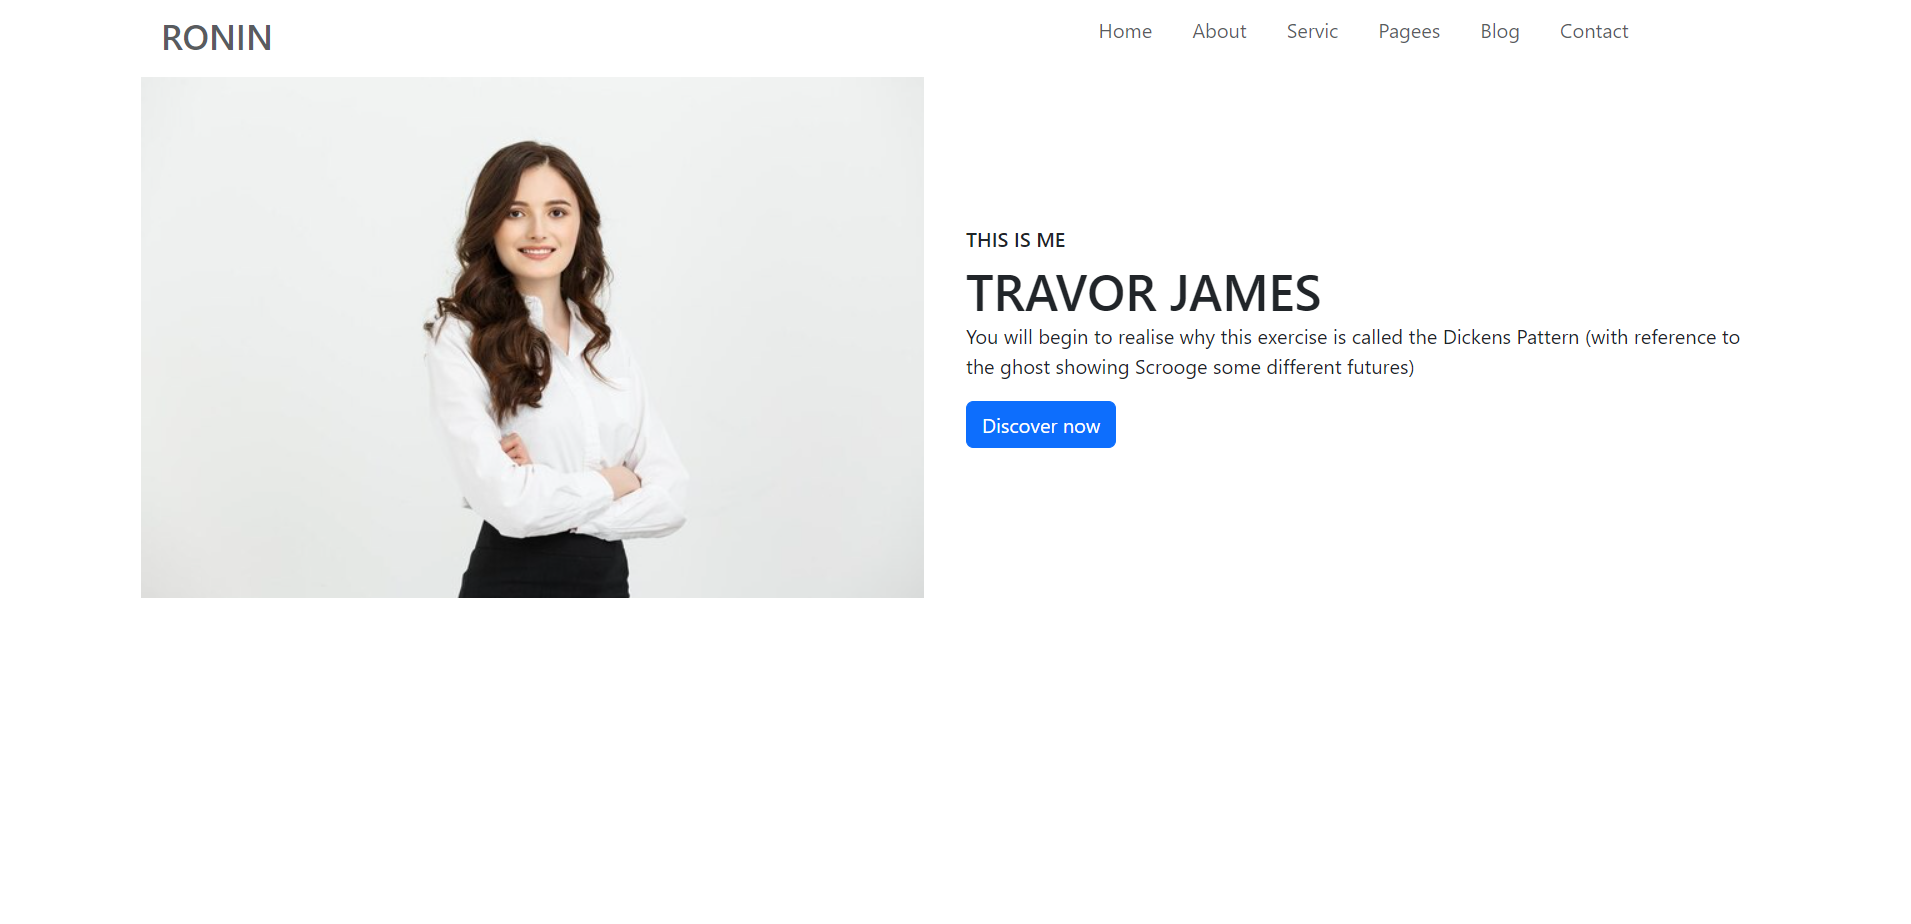 RONIN
Home About Servic Pagees Blog Contact
THIS IS ME
TRAVOR JAMES
You will begin to realise why this exercise is called the Dickens Pattern (with reference to
the ghost showing Scrooge some different futures)
Discover now